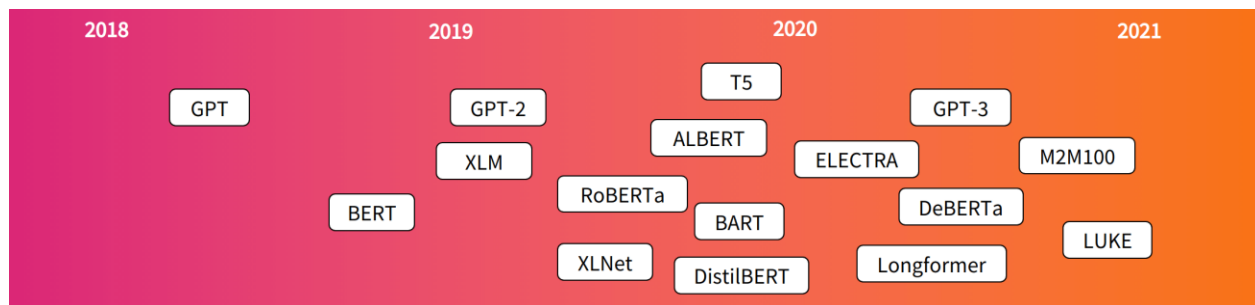 2018
2019
2020
2021
T5
GPT
GPT-2
GPT-3
ALBERT
XLM
ELECTRA
M2M100
RoBERTa
BERT
BART
DeBERTa
LUKE
XLNet
DistilBERT
Longformer